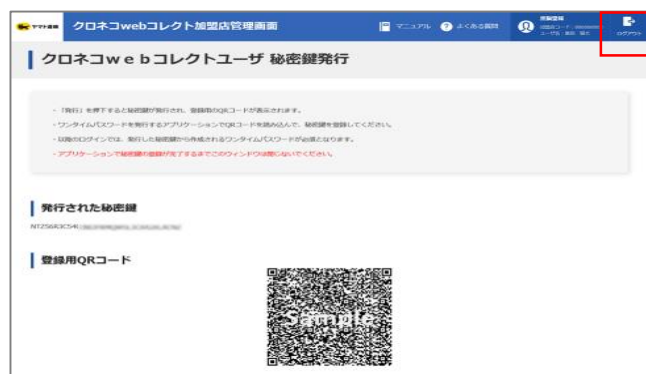 ヤマト運輸 クロネコwebコレクト加盟店管理画面 マニュアル よくある質問 ログアウト
クロネコwebコレクトユーザ 秘密鍵発行
・「発行」を押下すると秘密鍵が発行され、登録用のQRコードが表示されます。
・ワンタイムパスワードを発行するアプリケーションでQRコードを読み込んで、秘密鍵を登録してください。
・以降のログインでは、発行した秘密鍵から作成されるワンタイムパスワードが必須となります。
・アプリケーションで秘密鍵の登録が完了するまでこのウィンドウは閉じないでください。
発行された秘密鍵
登録用QRコード
Sample